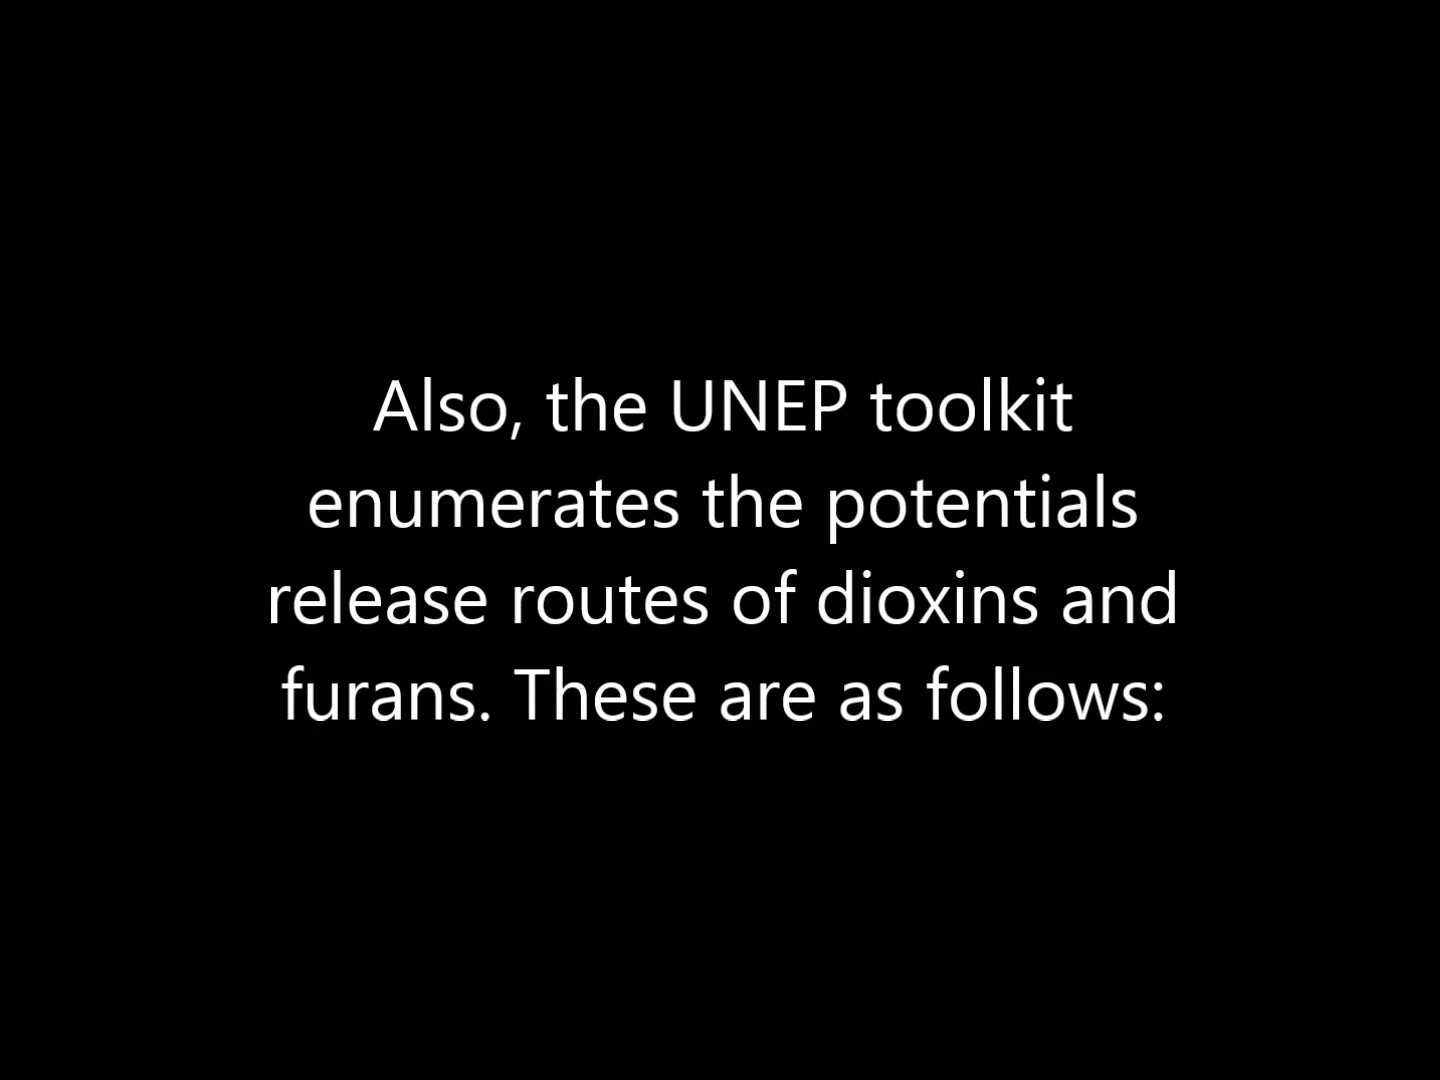 Also, the UNEP toolkit
enumerates the potentials
release routes of dioxins and
furans. These are as follows: